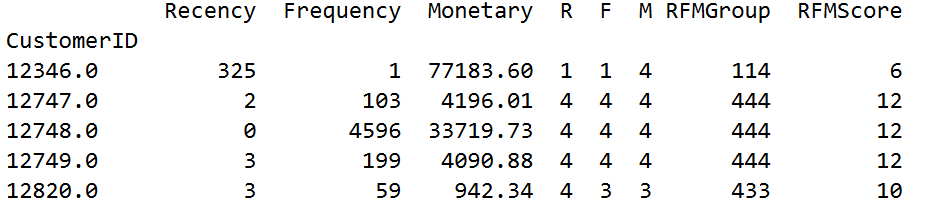 Recency Frequency Monetary R F M RFMGroup RFMScore
CustomerID
12346.0 325 1 77183.60 1 1 4 114 6
12747.0 2 103 4196.01 4 4 4 444 12
12748.0 0 4596 33719.73 4 4 4 444 12
12749.0 3 199 4090.88 4 4 4 444 12
12820.0 3 59 942.34 4 3 3 433 10